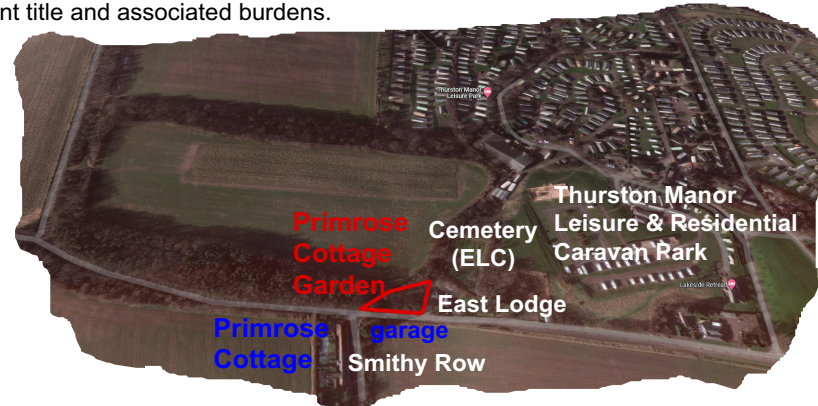 nt title and associated burdens.
Thurston Manor
Leisure Park
Thurston Manor
Leisure & Residential
Caravan Park
Primrose
Cottage
Garden
Cemetery
(ELC)
Lakeside Retreat
East Lodge
Primrose
Cottage
garage
Smithy Row